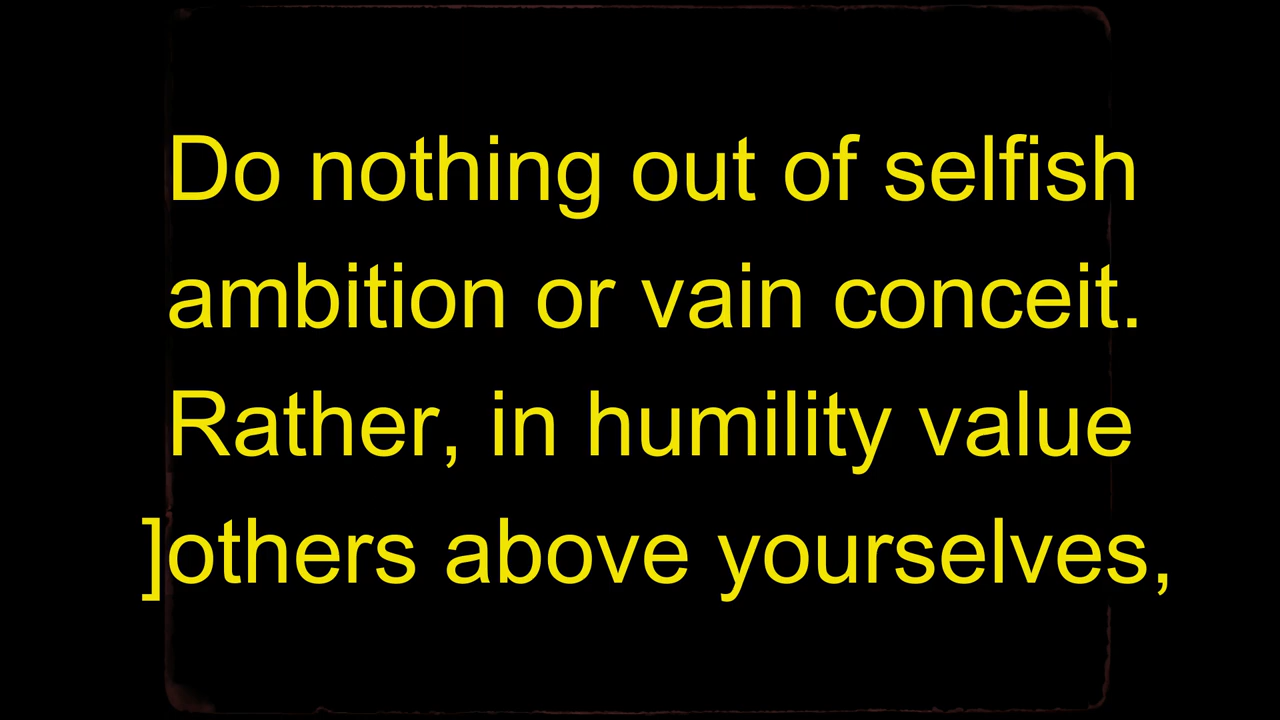 Do nothing out of selfish
ambition or vain conceit.
Rather, in humility value
]others above yourselves,